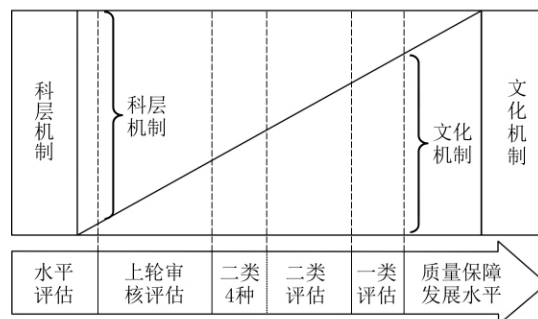 科层机制
科层
机制
文化
机制
文化机制
水平
评估
上轮审
核评估
二类
4种
二类
评估
一类
评估
质量保障
发展水平